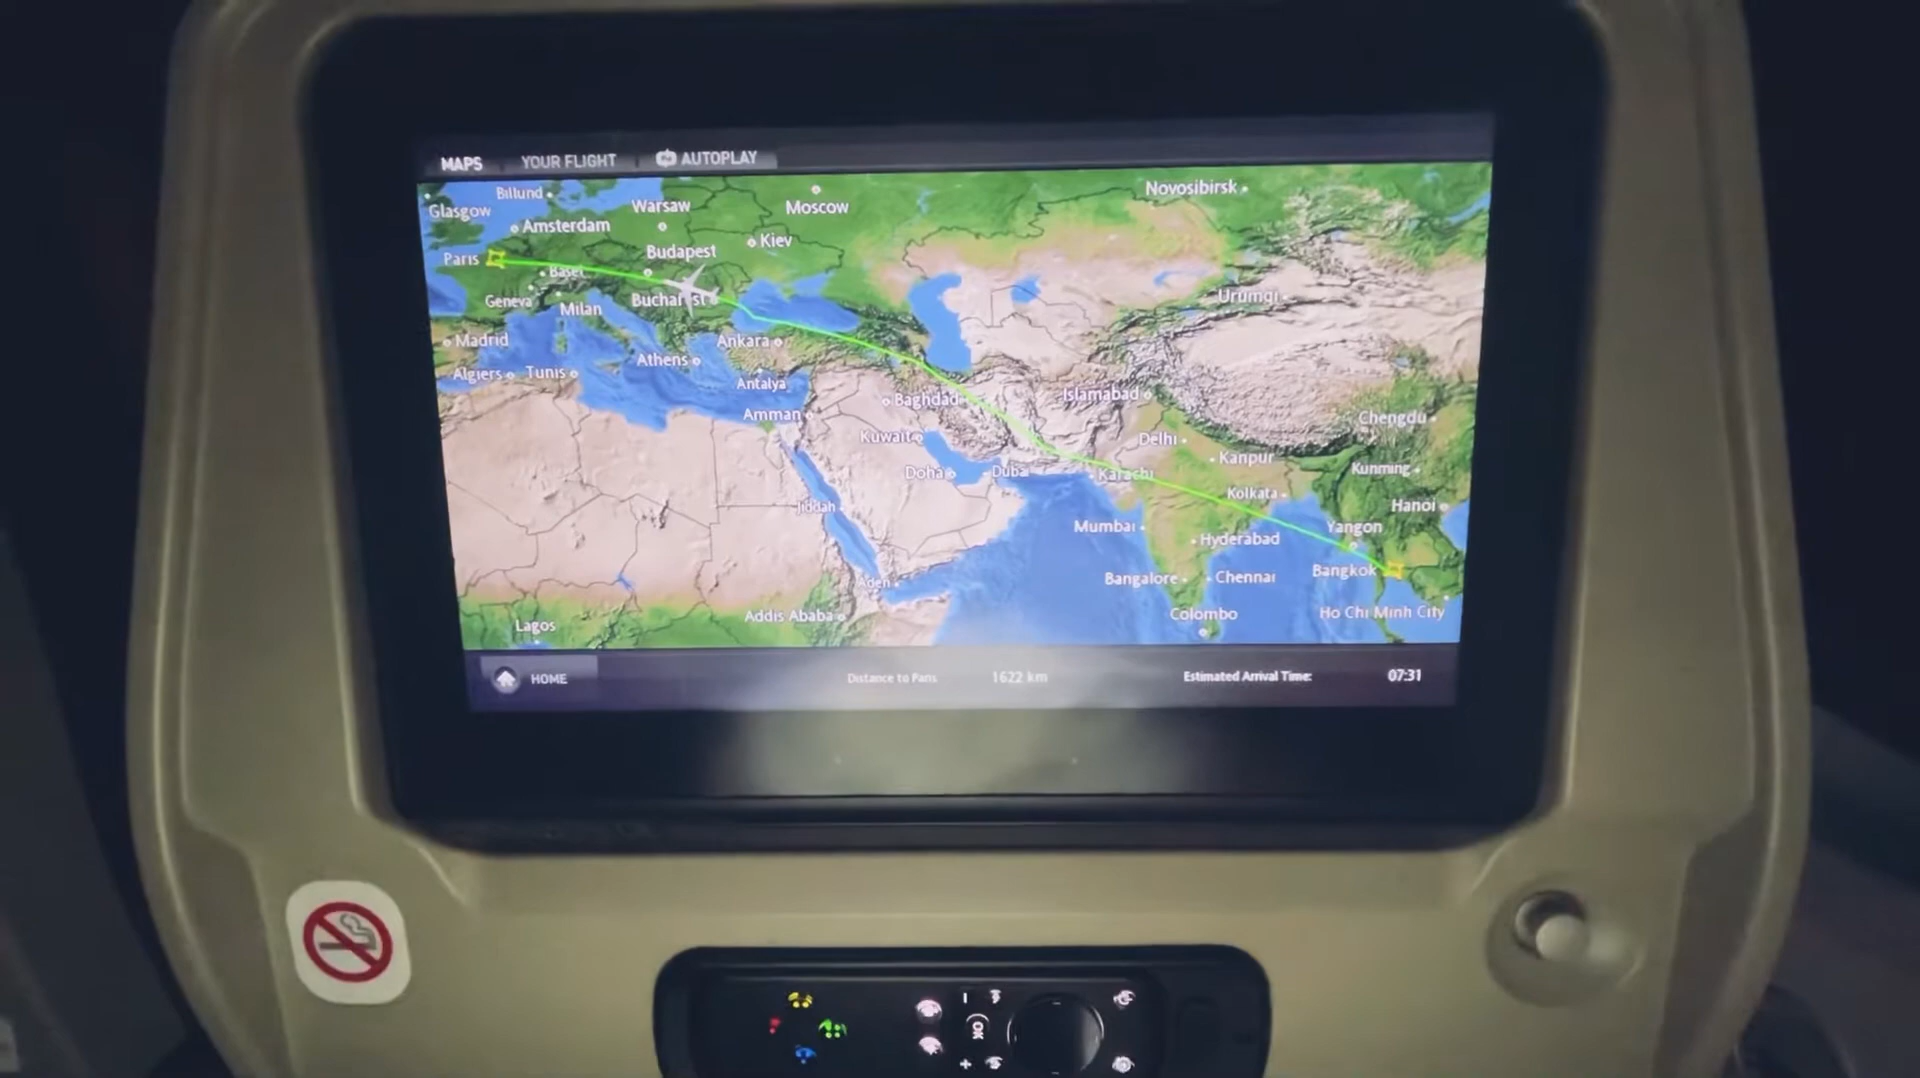 MAPS YOUR FLIGHT AUTOPLAY
Billund Novosibirsk
Glasgow Warsaw Moscow
Amsterdam
Kiev
Paris Budapest
Basel
Geneva Bucharest Urumqi
Milan
Madrid Ankara
Athens
Algiers Tunis
Antalya
Baghdad Islamabad
Amman Chengdu
Kuwait Delhi
Kanpur Kunming
Doha Karachi
Kolkata
Jiddah Hanoi
Mumbai Yangon
Hyderabad
Bangkok
Aden Bangalore Chennai
Addis Ababa Colombo Ho Chi Minh City
Lagos
HOME Distance to Paris 1622 km Estimated Arrival Time: 07:31
OK